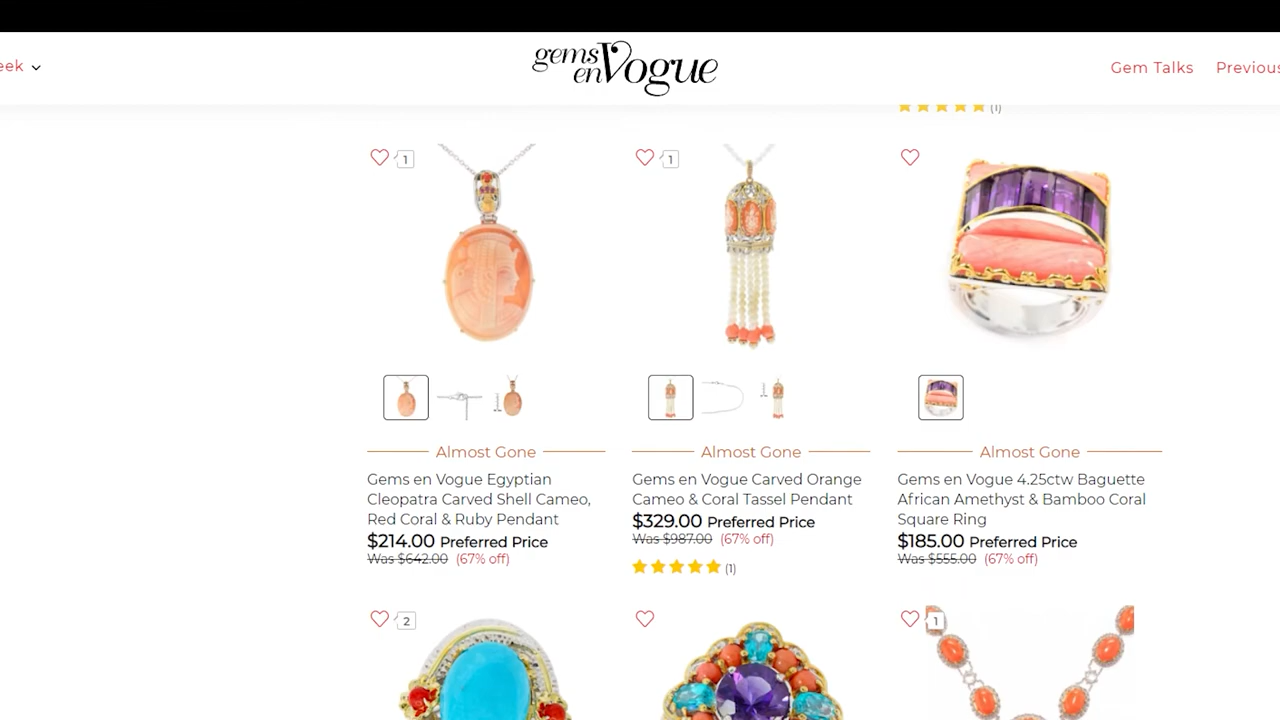 eek
gems
enVogue
Gem Talks
Previous
(1)
1
1
Almost Gone
Gems en Vogue Egyptian
Cleopatra Carved Shell Cameo,
Red Coral & Ruby Pendant
$214.00 Preferred Price
Was $642.00 (67% off)
Almost Gone
Gems en Vogue Carved Orange
Cameo & Coral Tassel Pendant
$329.00 Preferred Price
Was $987.00 (67% off)
(1)
Almost Gone
Gems en Vogue 4.25ctw Baguette
African Amethyst & Bamboo Coral
Square Ring
$185.00 Preferred Price
Was $555.00 (67% off)
2
1